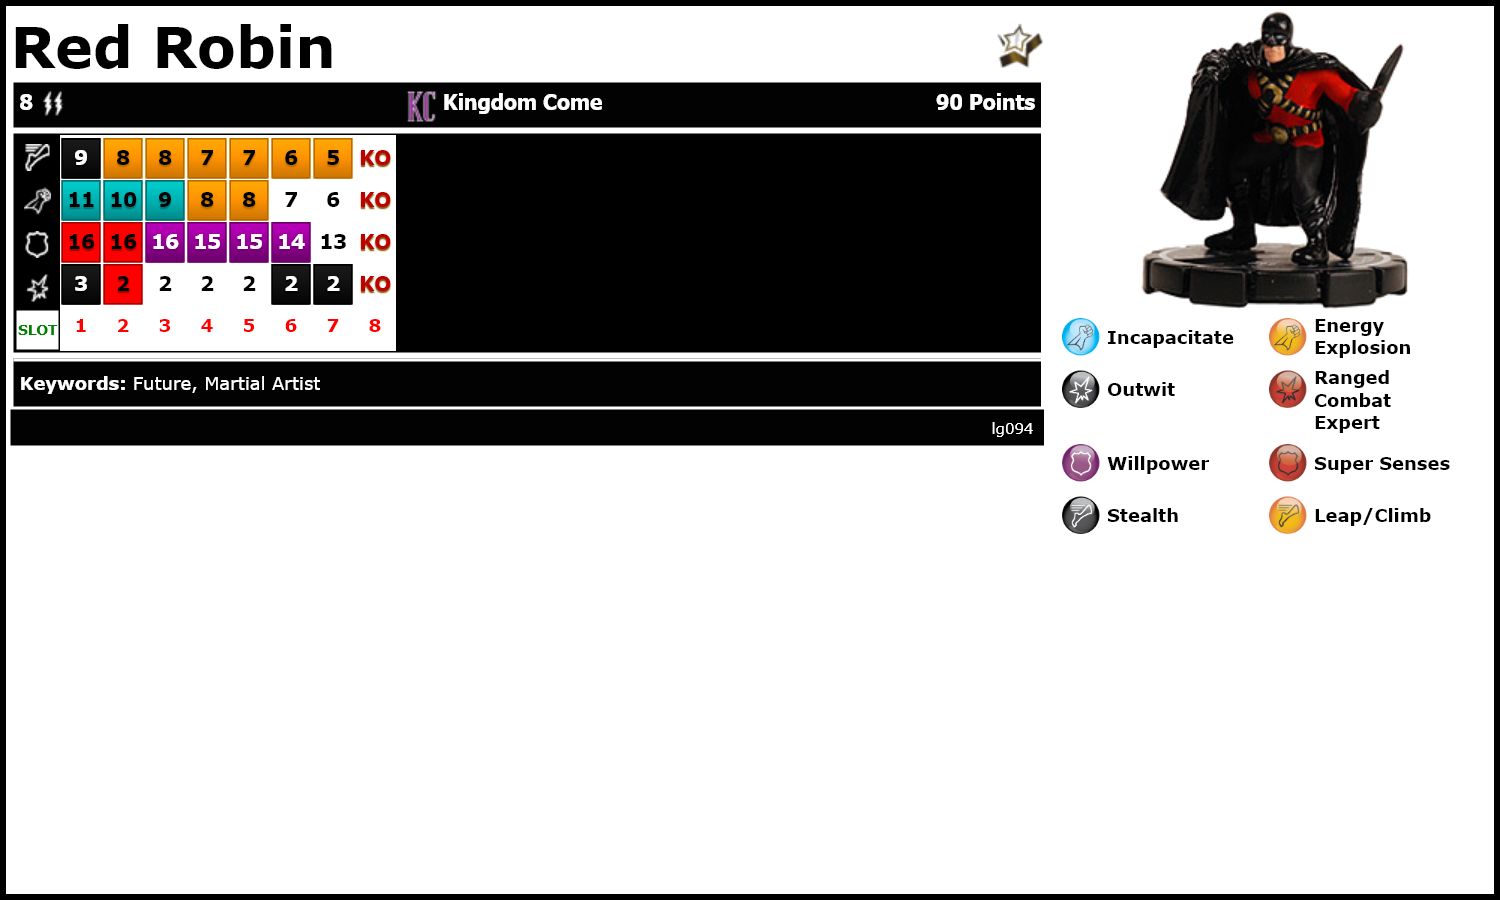 Red Robin
8 KC Kingdom Come 90 Points
9 8 8 7 7 6 5 KO
11 10 9 8 8 7 6 KO
16 16 16 15 15 14 13 KO
3 2 2 2 2 2 2 KO
SLOT 1 2 3 4 5 6 7 8
Keywords: Future, Martial Artist
lg094
Incapacitate
Energy
Explosion
Outwit
Ranged
Combat
Expert
Willpower
Super Senses
Stealth
Leap/Climb